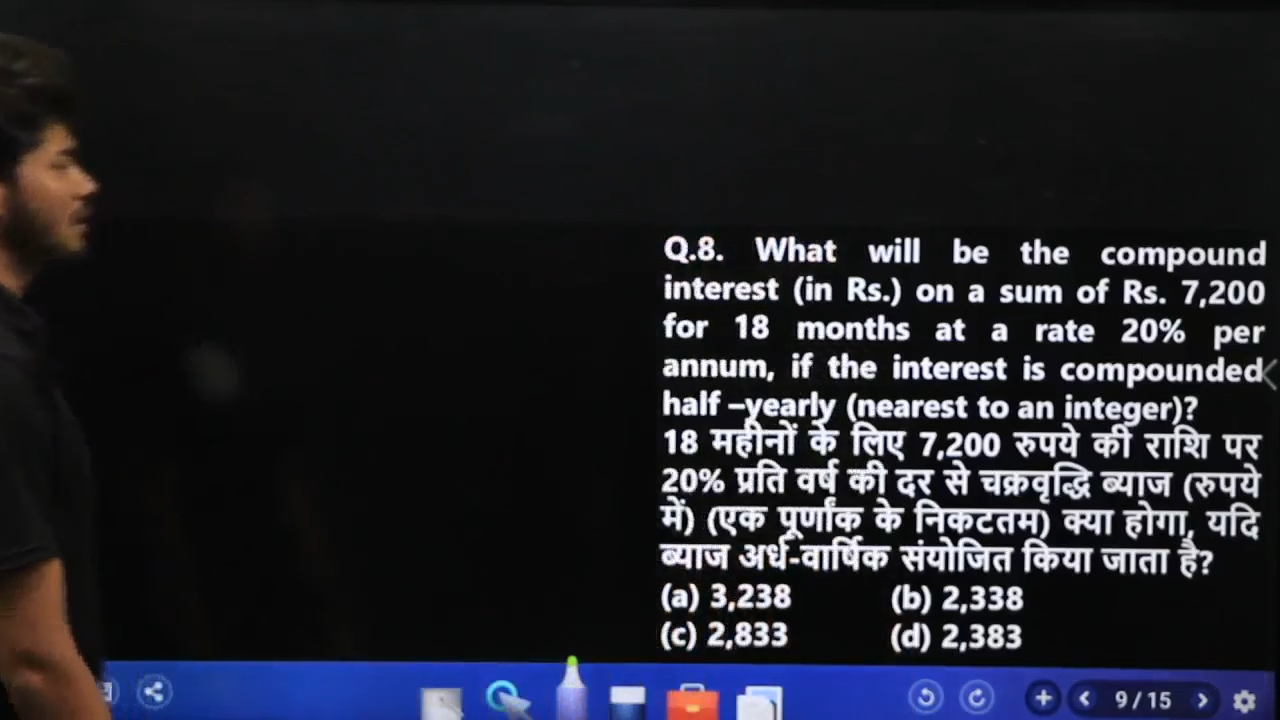 Q.8. What will be the compound
interest (in Rs.) on a sum of Rs. 7,200
for 18 months at a rate 20% per
annum, if the interest is compounded
half –yearly (nearest to an integer)?
18 महीनों के लिए 7,200 रुपये की राशि पर
20% प्रति वर्ष की दर से चक्रवृद्धि ब्याज (रुपये
में) (एक पूर्णांक के निकटतम) क्या होगा, यदि
ब्याज अर्ध-वार्षिक संयोजित किया जाता है?
(a) 3,238 (b) 2,338
(c) 2,833 (d) 2,383
9/15